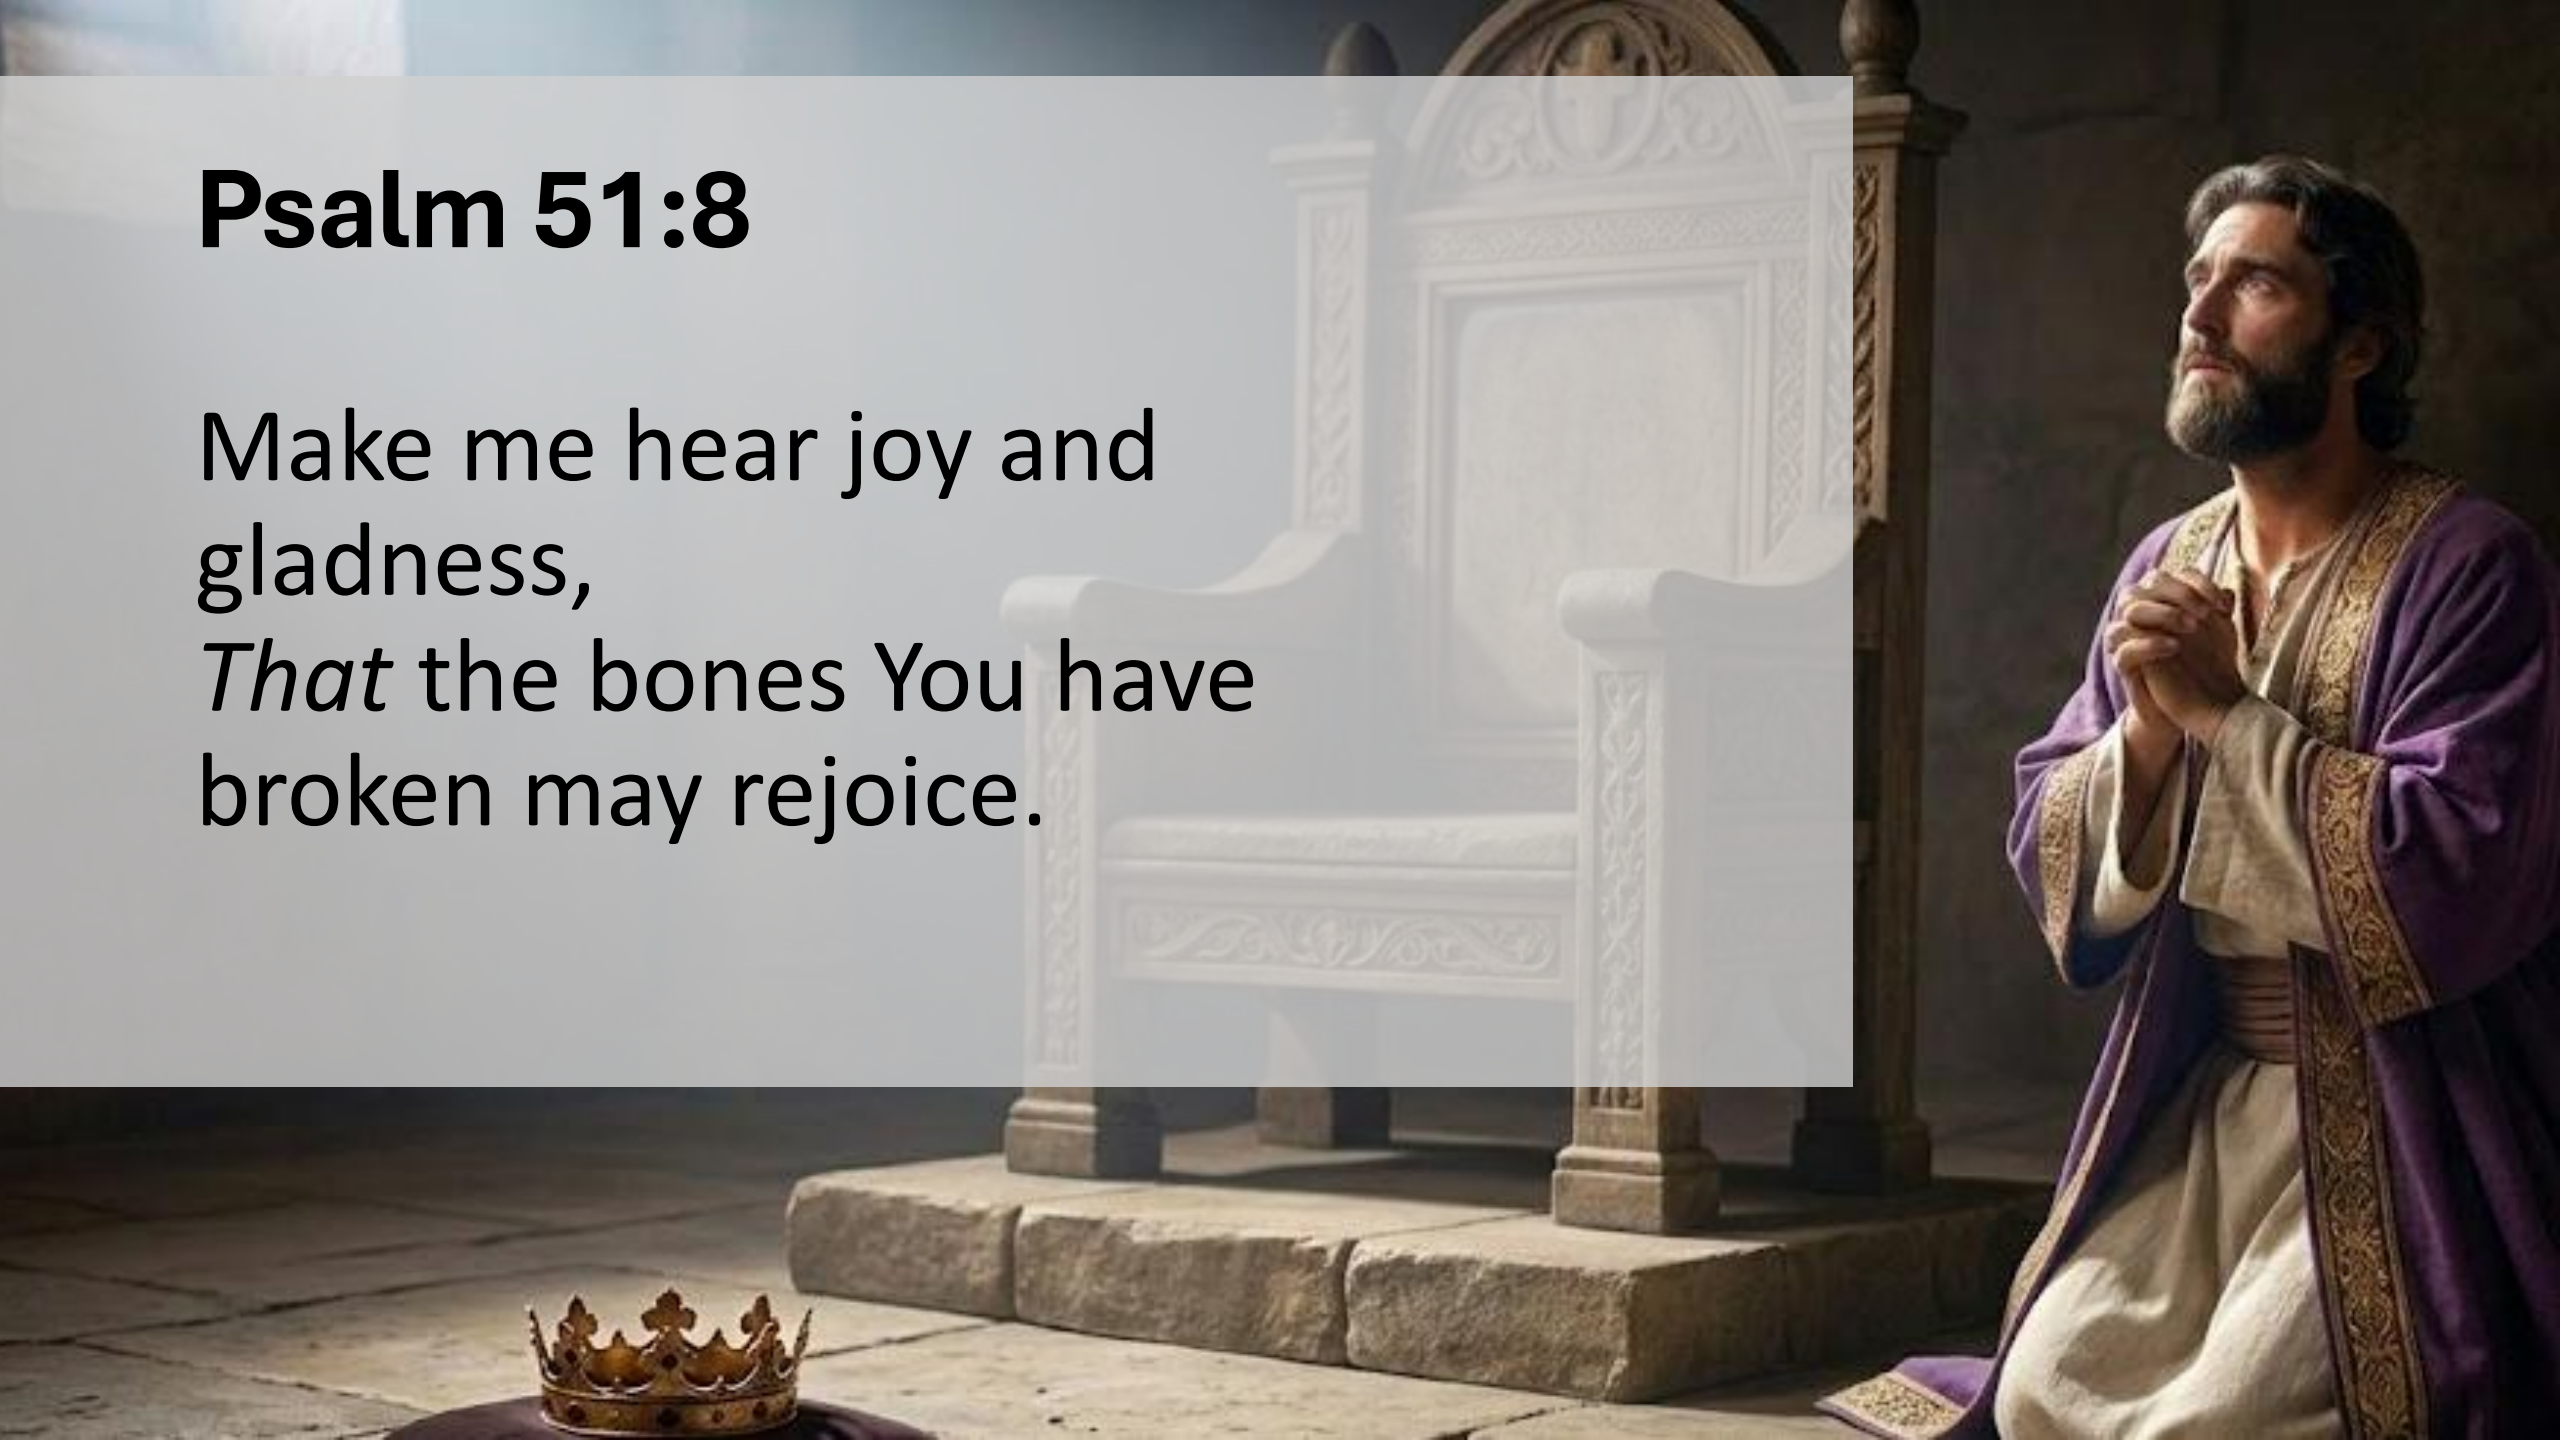 Psalm 51:8
Make me hear joy and
gladness,
That the bones You have
broken may rejoice.